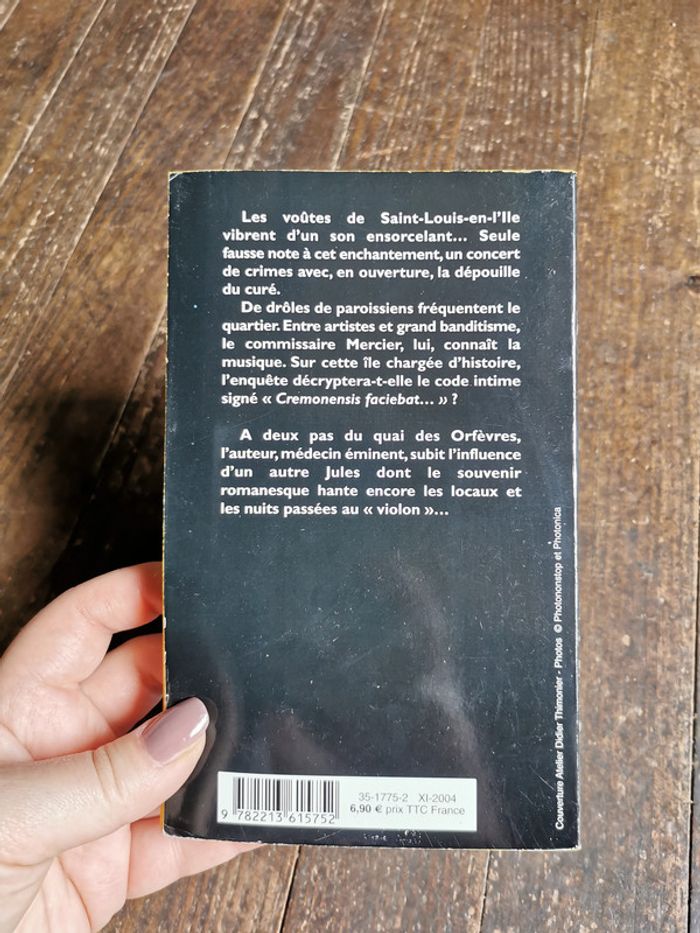 Les voûtes de Saint-Louis-en-l'Ile
vibrent d'un son ensorcelant... Seule
fausse note à cet enchantement, un concert
de crimes avec, en ouverture, la dépouille
du curé.
De drôles de paroissiens fréquentent le
quartier. Entre artistes et grand banditisme,
le commissaire Mercier, lui, connaît la
musique. Sur cette île chargée d'histoire,
l'enquête décryptera-t-elle le code intime
signé « Cremonensis faciebat... » ?
A deux pas du quai des Orfèvres,
l'auteur, médecin éminent, subit l'influence
d'un autre Jules dont le souvenir
romanesque hante encore les locaux et
les nuits passées au « violon »...
Couverture Atelier Didier Thimonier - Photos © Photononstop et Photonica
35-1775-2 XI-2004
6,90 € prix TTC France
9 782213 615752